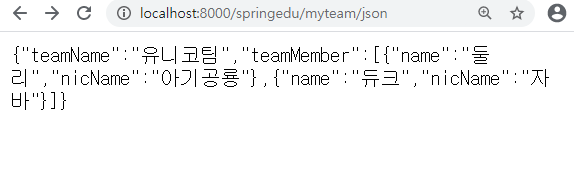 localhost:8000/springedu/myteam/json
{"teamName":"유니코팀","teamMember":[{"name":"둘
리","nicName":"아기공룡"},{"name":"듀크","nicName":"자
바"}]}